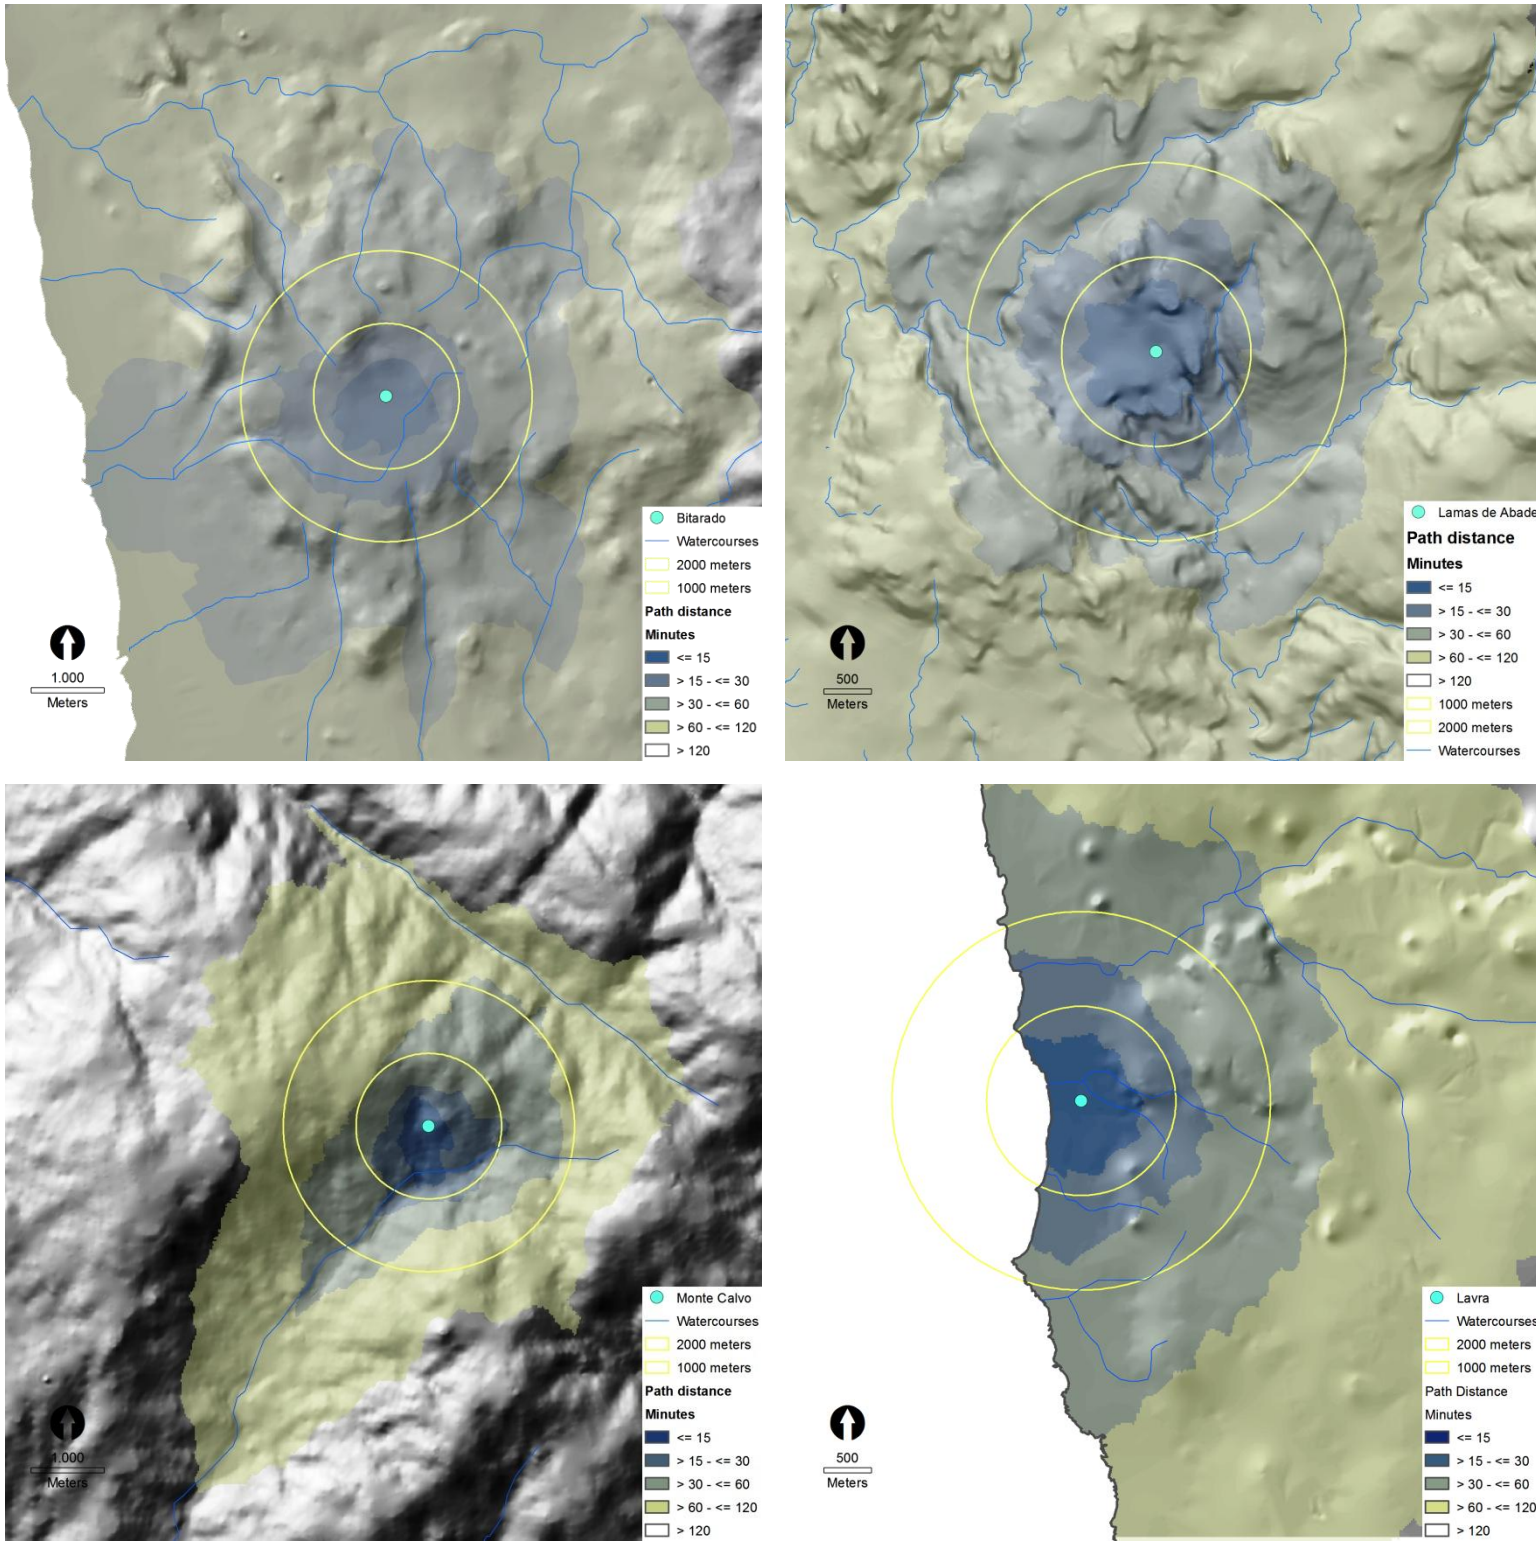 Bitarado
Watercourses
2000 meters
1000 meters
Path distance
Minutes
<= 15
> 15 - <= 30
> 30 - <= 60
> 60 - <= 120
> 120
1.000
Meters
Lamas de Abade
Path distance
Minutes
<= 15
> 15 - <= 30
> 30 - <= 60
> 60 - <= 120
> 120
1000 meters
2000 meters
Watercourses
500
Meters
Monte Calvo
Watercourses
2000 meters
1000 meters
Path distance
Minutes
<= 15
> 15 - <= 30
> 30 - <= 60
> 60 - <= 120
> 120
1.000
Meters
Lavra
Watercourses
2000 meters
1000 meters
Path Distance
Minutes
<= 15
> 15 - <= 30
> 30 - <= 60
> 60 - <= 120
> 120
500
Meters